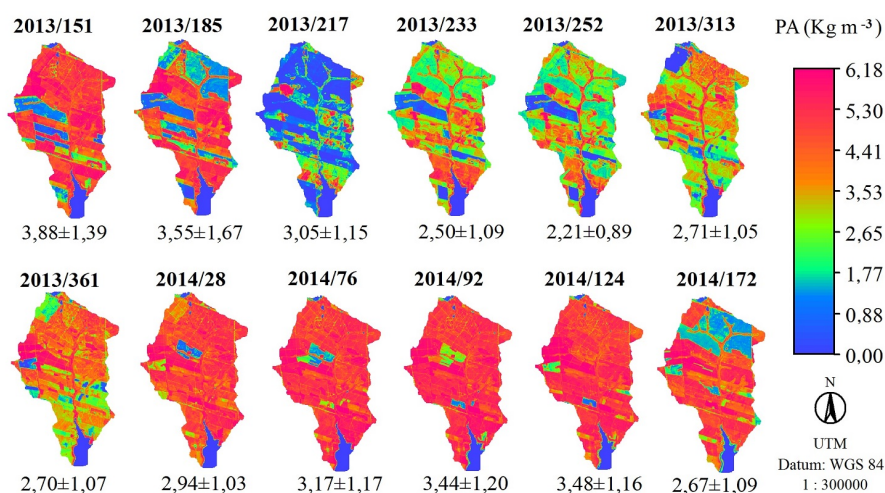 2013/151 2013/185 2013/217 2013/233 2013/252 2013/313 PA (Kg m⁻³)
6,18
5,30
4,41
3,53
2,65
1,77
0,88
0,00
3,88±1,39 3,55±1,67 3,05±1,15 2,50±1,09 2,21±0,89 2,71±1,05
2013/361 2014/28 2014/76 2014/92 2014/124 2014/172
N
UTM
Datum: WGS 84
1 : 300000
2,70±1,07 2,94±1,03 3,17±1,17 3,44±1,20 3,48±1,16 2,67±1,09